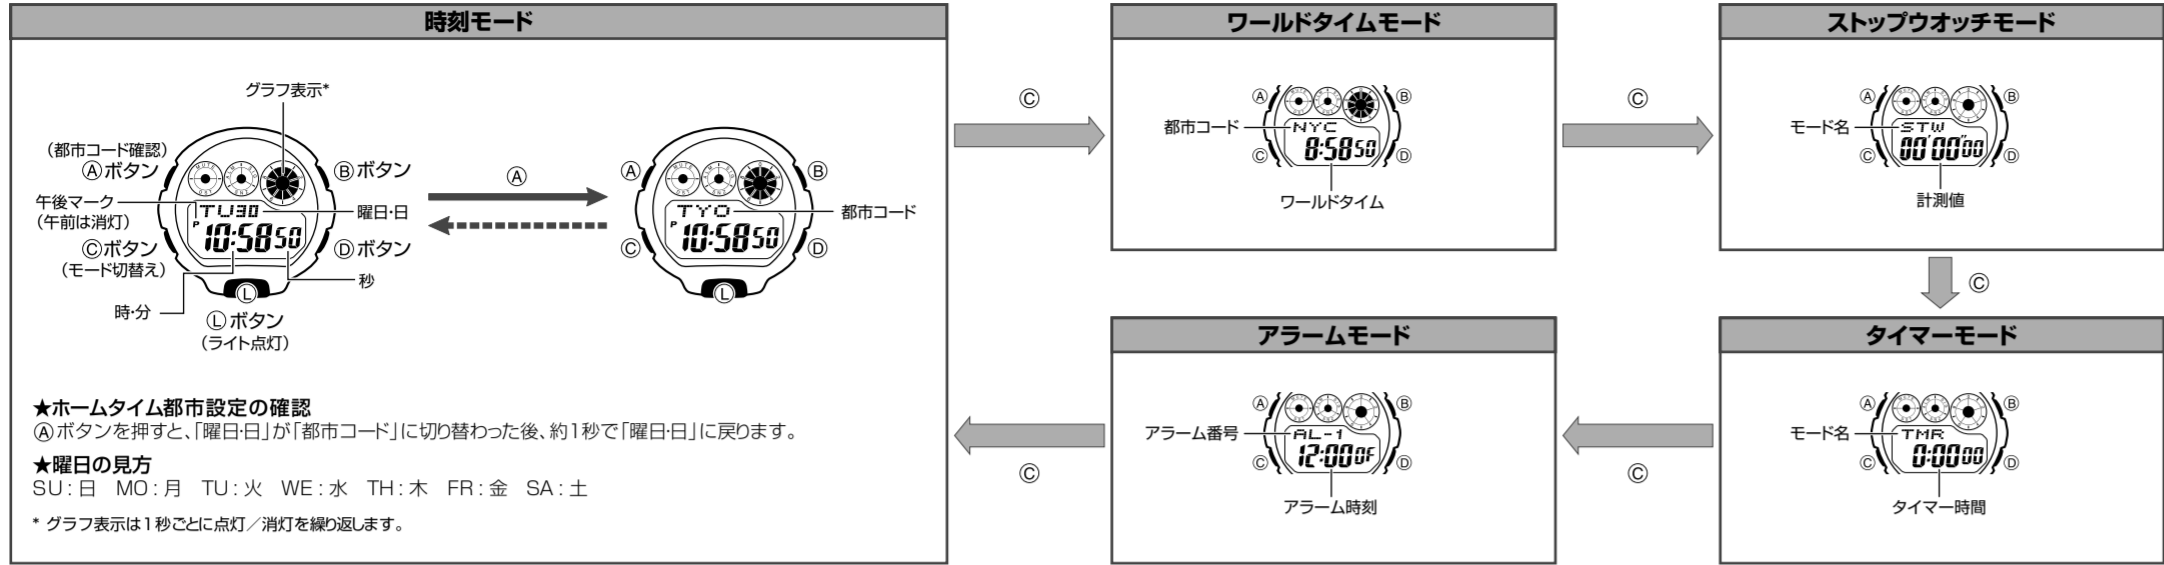 時刻モード
グラフ表示*
(都市コード確認)
Ⓐボタン
Ⓑボタン
午後マーク
(午前は消灯)
曜日・日
Ⓒボタン
(モード切替え)
Ⓓボタン
時・分
秒
Ⓛボタン
(ライト点灯)
TU30
P 10:58 50
Ⓛ
Ⓐ
Ⓐ
Ⓑ
Ⓒ
Ⓓ
TYO
P 10:58 50
都市コード
Ⓛ
★ホームタイム都市設定の確認
Ⓐボタンを押すと、「曜日・日」が「都市コード」に切り替わった後、約1秒で「曜日・日」に戻ります。
★曜日の見方
SU:日 MO:月 TU:火 WE:水 TH:木 FR:金 SA:土
* グラフ表示は1秒ごとに点灯/消灯を繰り返します。
Ⓒ
ワールドタイムモード
Ⓐ
Ⓑ
都市コード
NYC
8:58 50
Ⓒ
Ⓓ
ワールドタイム
Ⓒ
ストップウオッチモード
Ⓐ
Ⓑ
モード名
STW
00'00"00
Ⓒ
Ⓓ
計測値
Ⓒ
タイマーモード
Ⓐ
Ⓑ
モード名
TMR
0:00 00
Ⓒ
Ⓓ
タイマー時間
Ⓒ
アラームモード
Ⓐ
Ⓑ
アラーム番号
AL-1
12:00 OF
Ⓒ
Ⓓ
アラーム時刻
Ⓒ